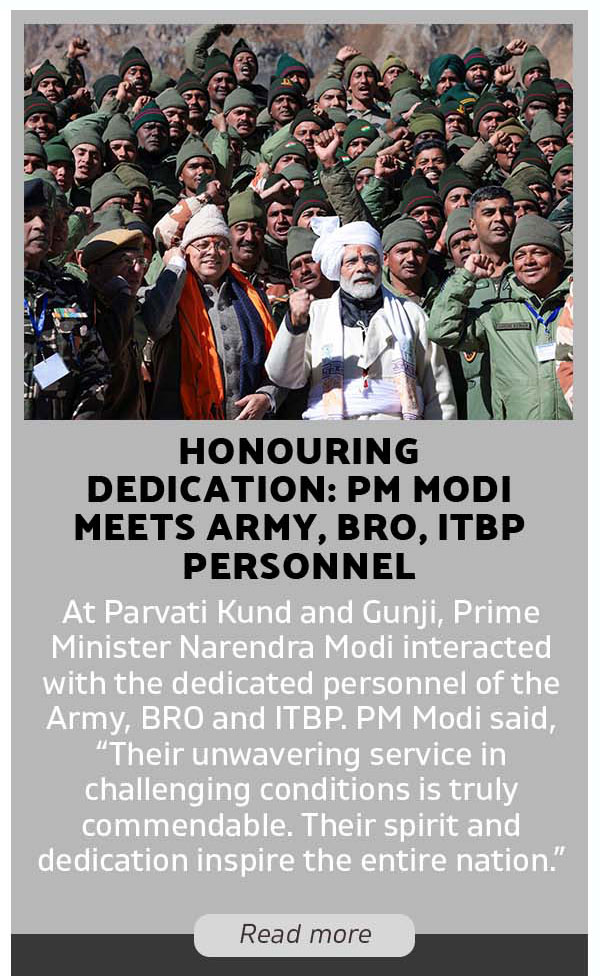 HONOURING
DEDICATION: PM MODI
MEETS ARMY, BRO, ITBP
PERSONNEL
At Parvati Kund and Gunji, Prime
Minister Narendra Modi interacted
with the dedicated personnel of the
Army, BRO and ITBP. PM Modi said,
“Their unwavering service in
challenging conditions is truly
commendable. Their spirit and
dedication inspire the entire nation.”
Read more